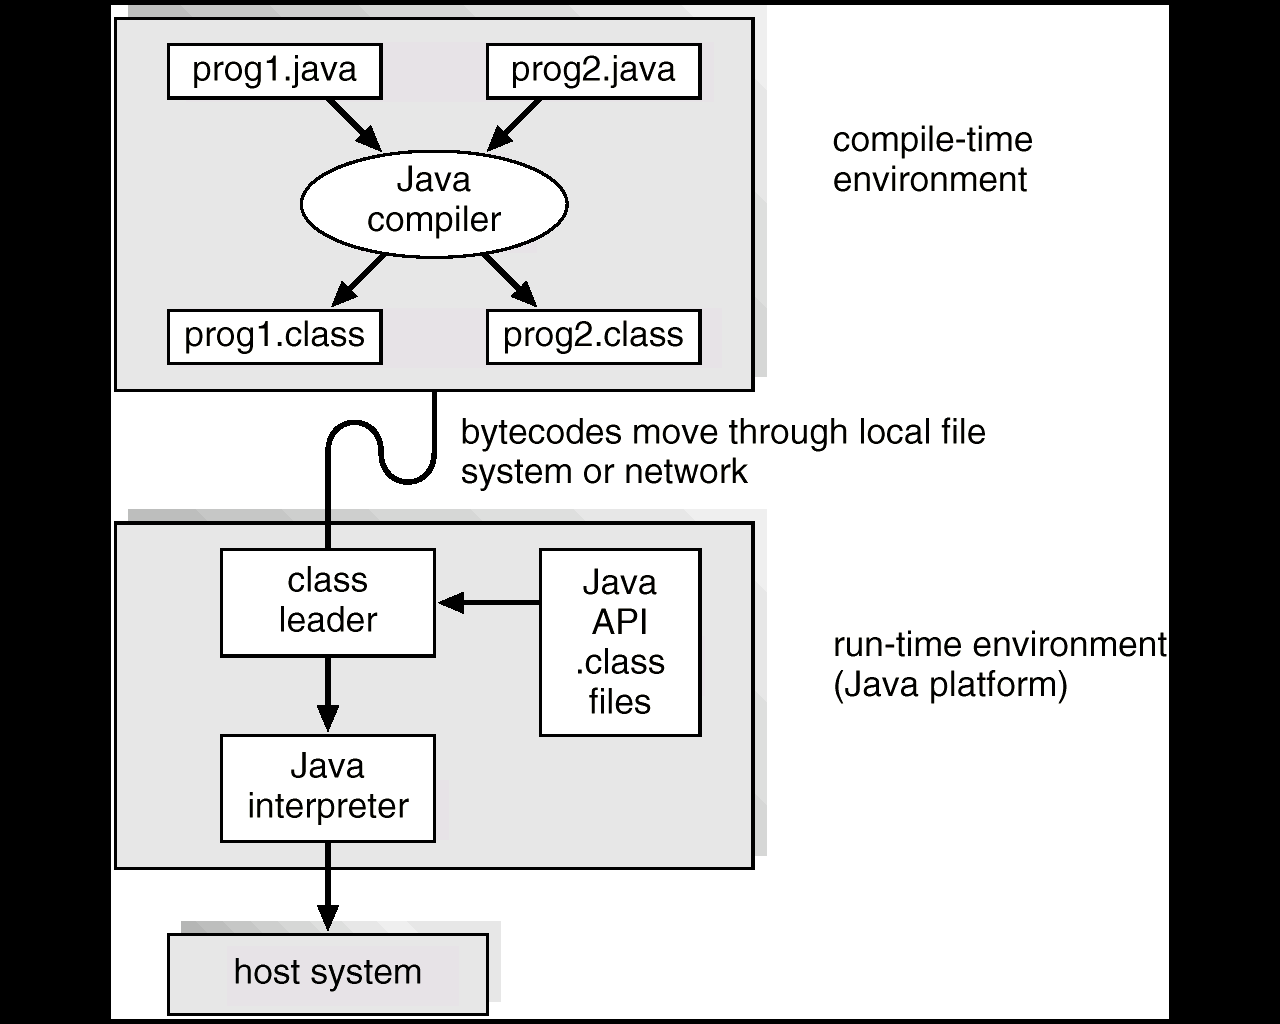 prog1.java
prog2.java
Java
compiler
prog1.class
prog2.class
compile-time
environment
bytecodes move through local file
system or network
class
leader
Java
API
.class
files
Java
interpreter
run-time environment
(Java platform)
host system